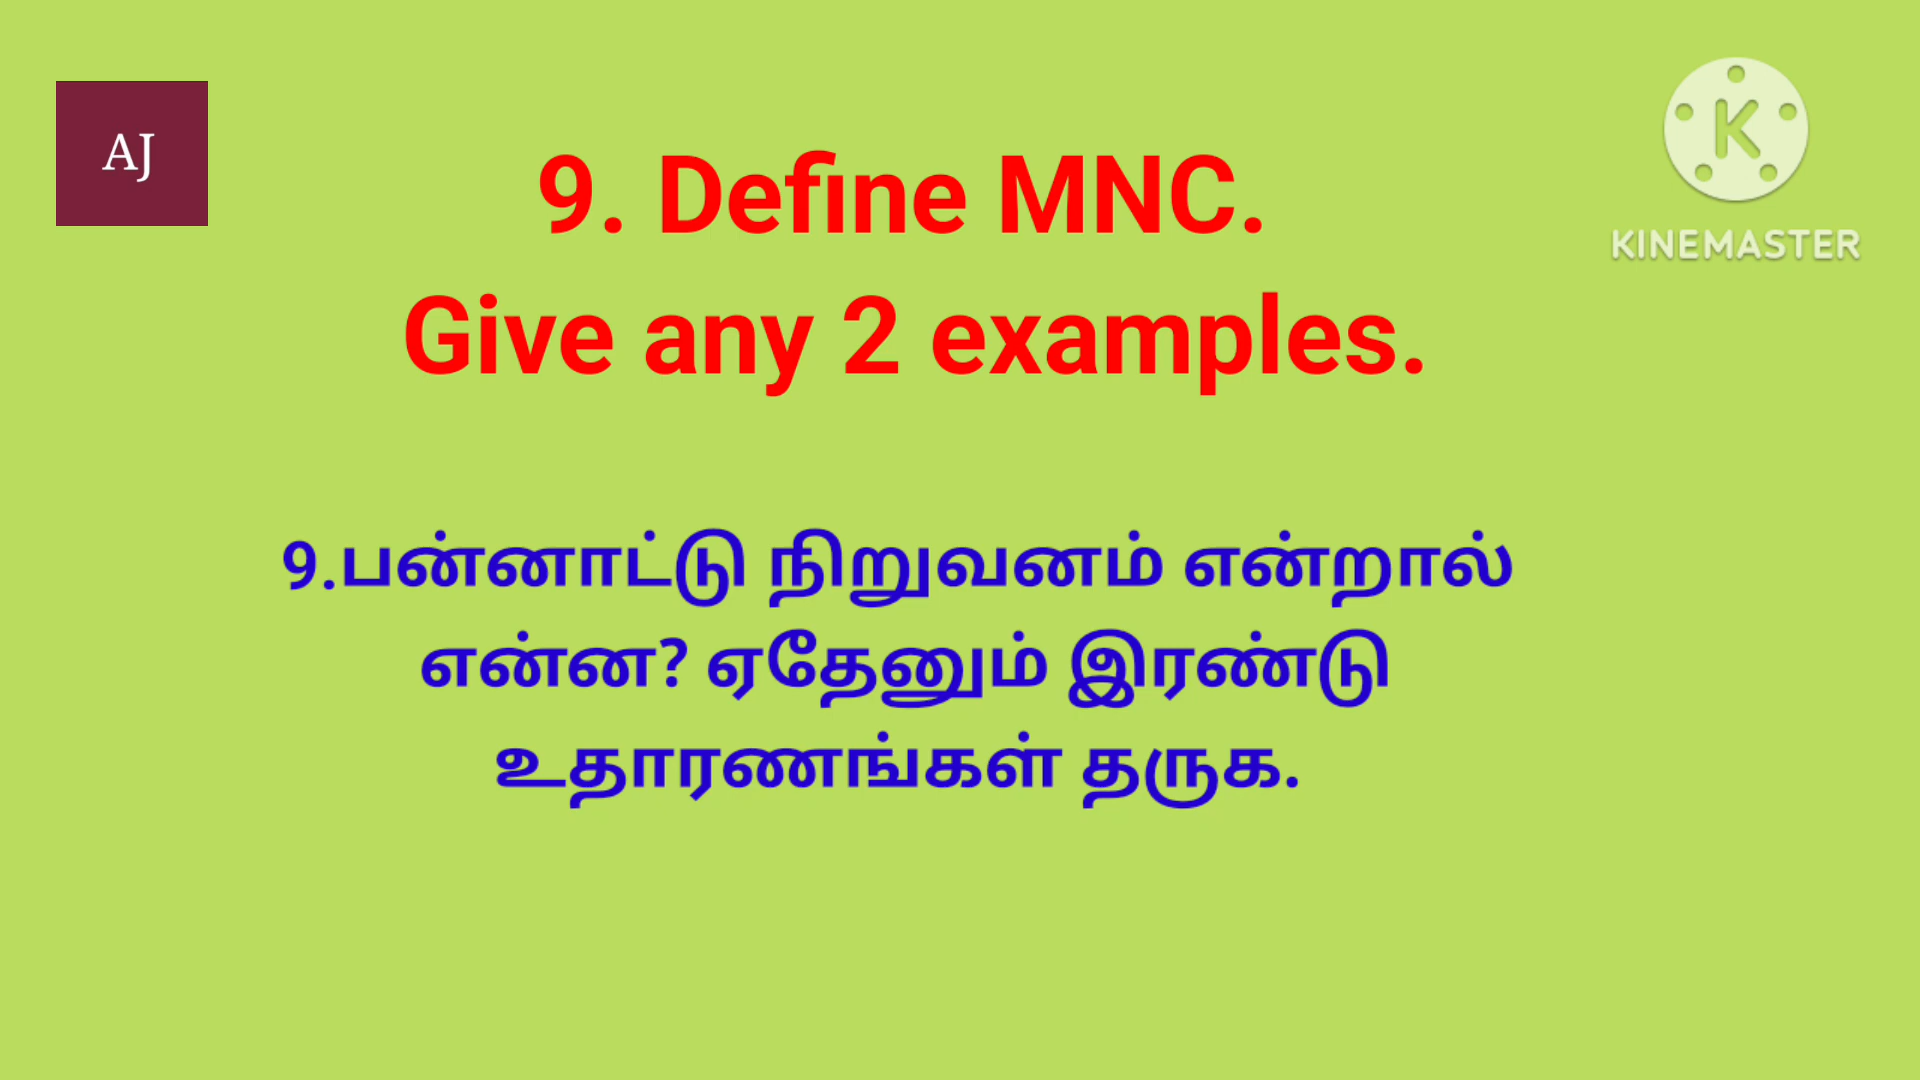 AJ
K
KINEMASTER
9. Define MNC.
Give any 2 examples.
9.பன்னாட்டு நிறுவனம் என்றால்
என்ன? ஏதேனும் இரண்டு
உதாரணங்கள் தருக.